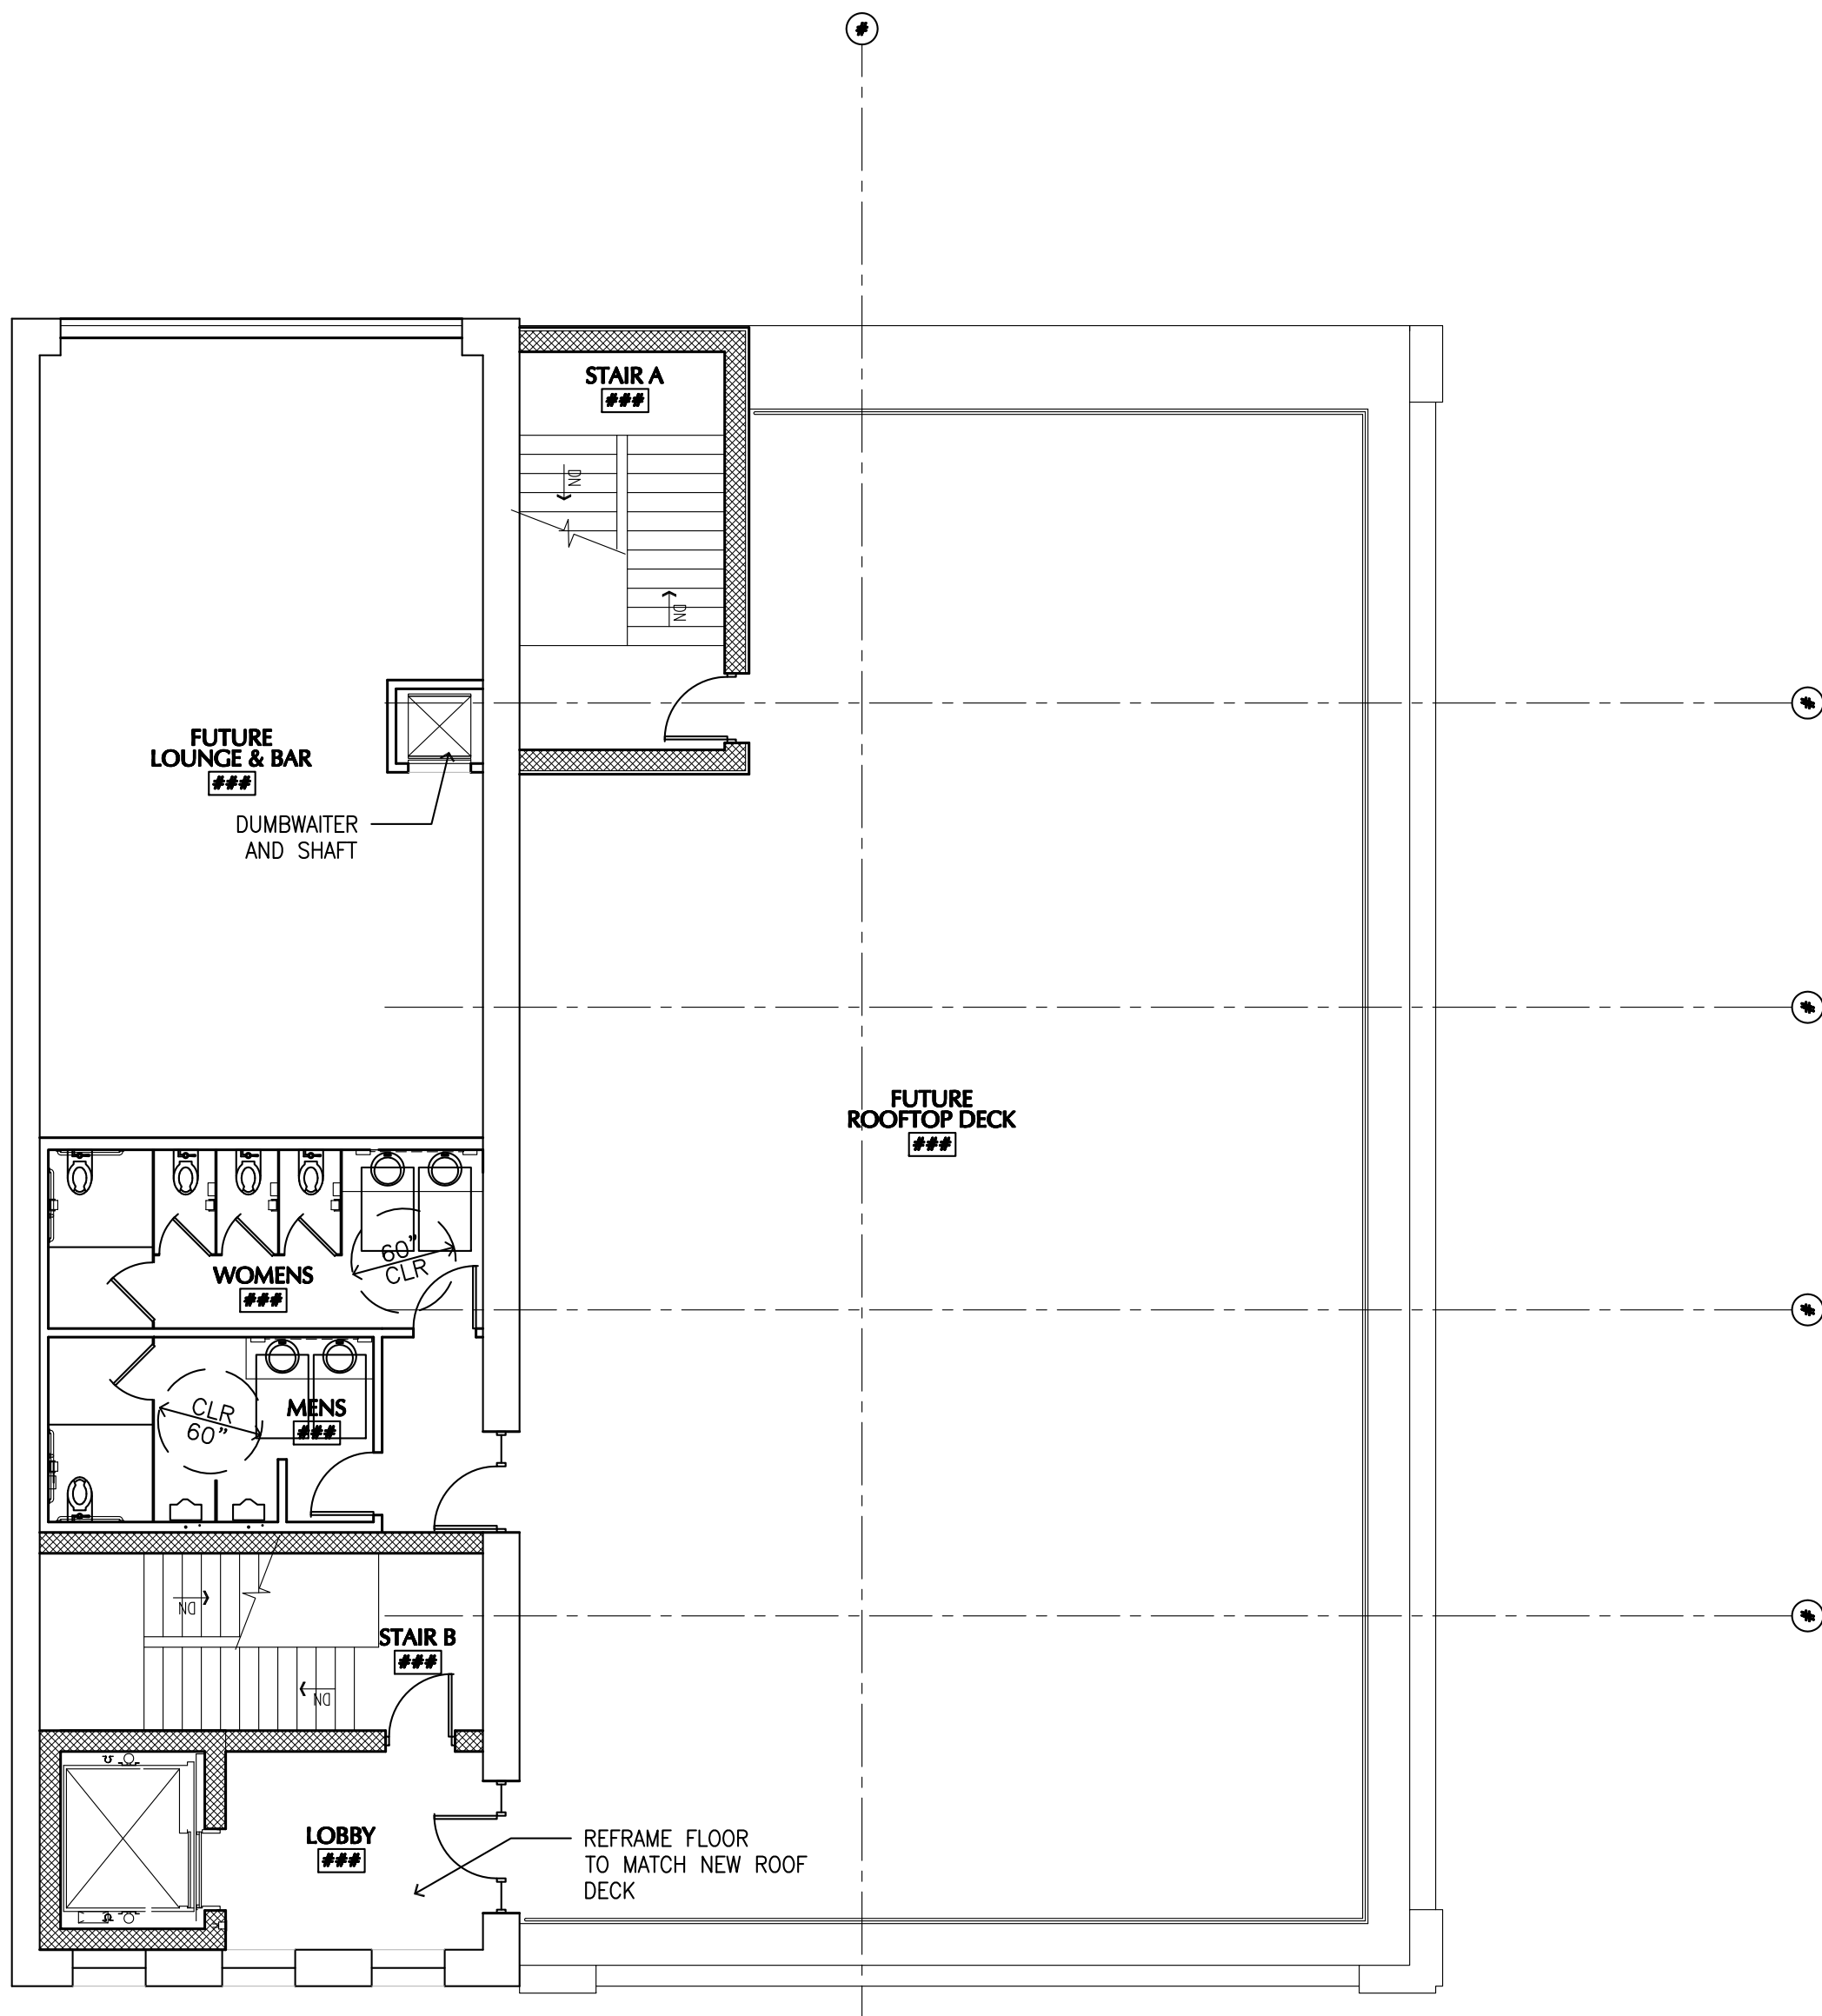 #
STAIR A
###
DN
DN
#
FUTURE
LOUNGE & BAR
###
DUMBWAITER
AND SHAFT
#
FUTURE
ROOFTOP DECK
###
60"
CLR
WOMENS
###
#
CLR
60"
MENS
###
DN
#
STAIR B
###
DN
LOBBY
###
REFRAME FLOOR
TO MATCH NEW ROOF
DECK